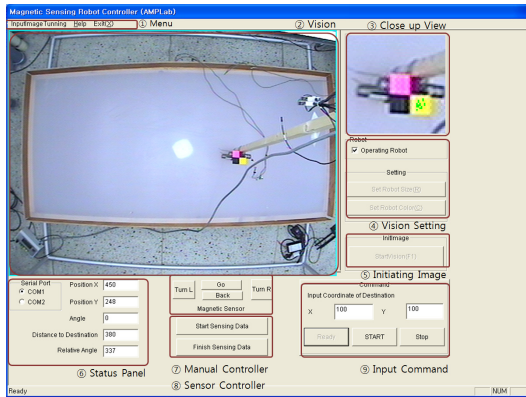 Magnetic Sensing Robot Controller (AMPLab)
InputImageTunning Help Exit(X) ① Menu
② Vision
③ Close up View
Robot
Operating Robot
Setting
Set Robot Size(R)
Set Robot Color(C)
④ Vision Setting
InitImage
StartVision(F1)
⑤ Initiating Image
Serial Port
COM1
COM2
Position X 450
Position Y 248
Angle 0
Distance to Destination 380
Relative Angle 337
⑥ Status Panel
Turn L Go Turn R
Back
Magnetic Sensor
Start Sensing Data
Finish Sensing Data
⑦ Manual Controller
⑧ Sensor Controller
Command
Input Coordinate of Destination
X 100 Y 100
Ready START Stop
⑨ Input Command
Ready NUM